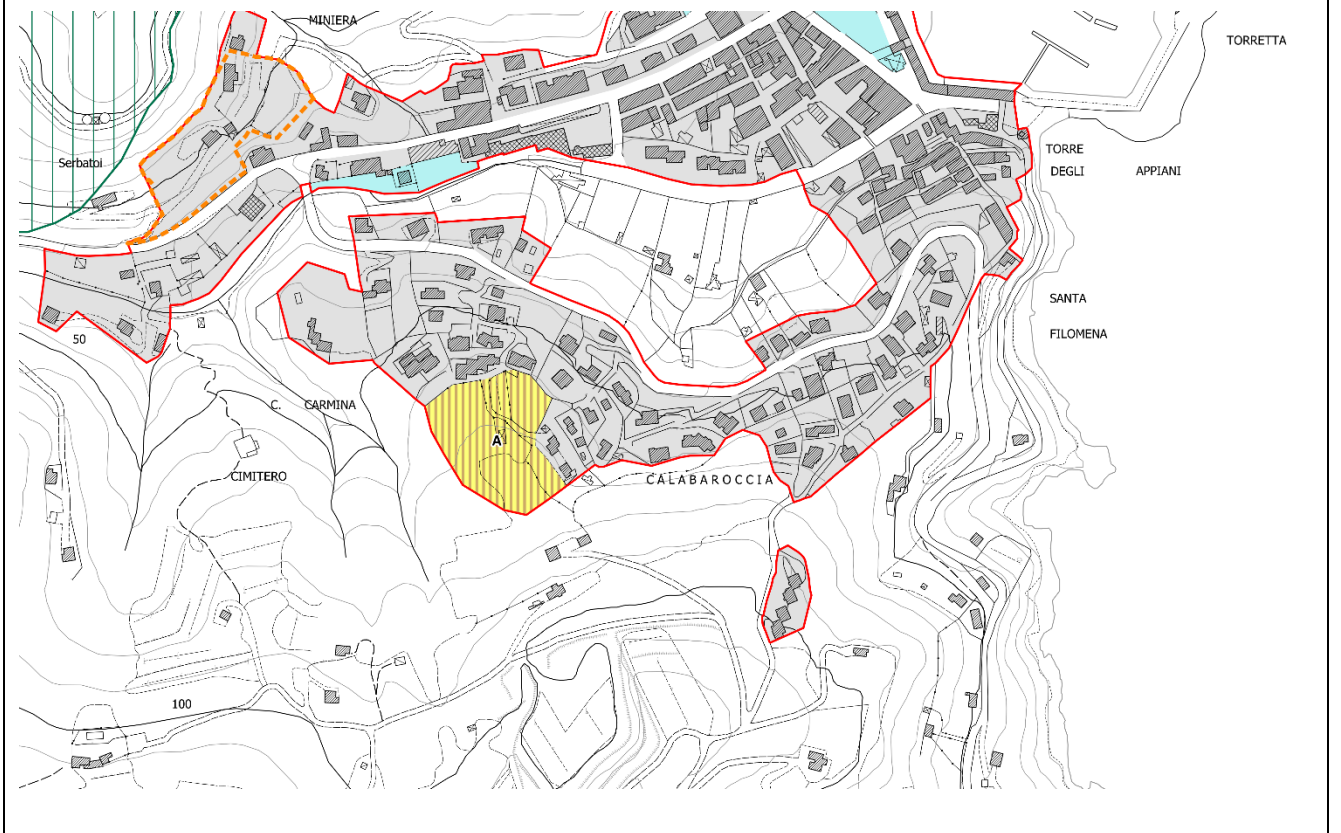 MINIERA
TORRETTA
Serbatoi
TORRE
DEGLI APPIANI
SANTA
FILOMENA
50
C. CARMINA
A
CIMITERO
CALABAROCCIA
100